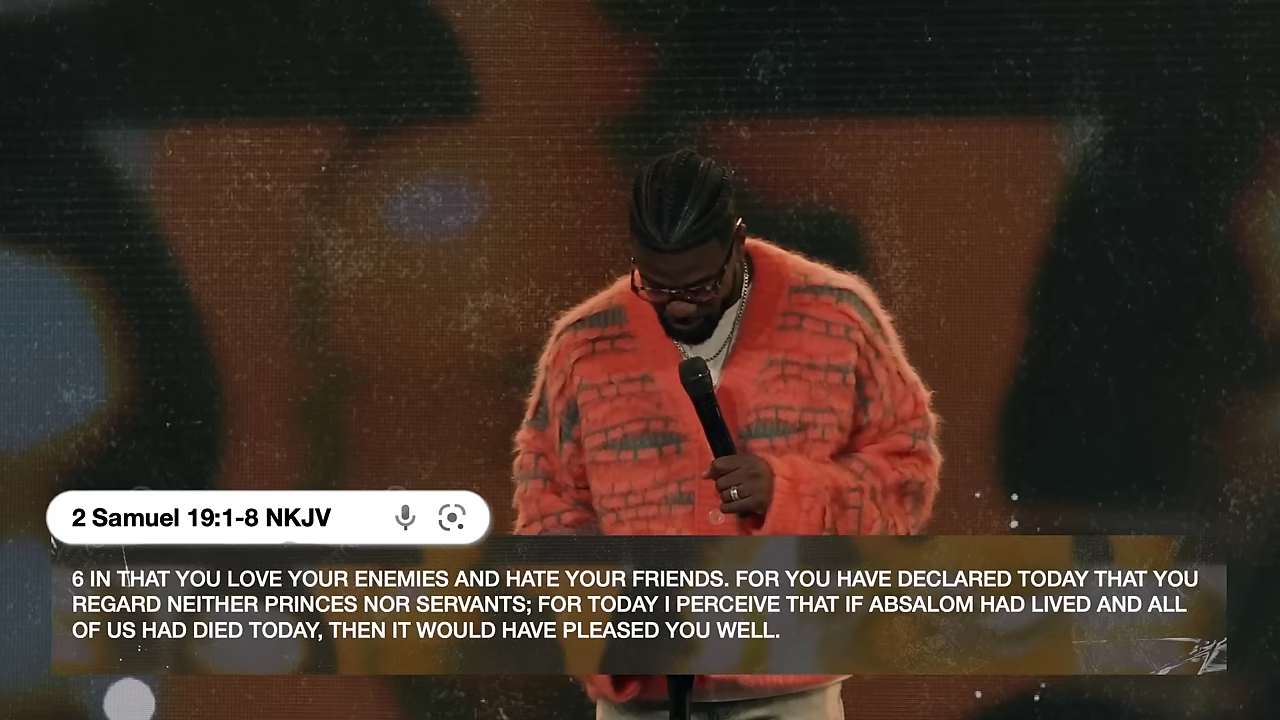 2 Samuel 19:1-8 NKJV
6 IN THAT YOU LOVE YOUR ENEMIES AND HATE YOUR FRIENDS. FOR YOU HAVE DECLARED TODAY THAT YOU
REGARD NEITHER PRINCES NOR SERVANTS; FOR TODAY I PERCEIVE THAT IF ABSALOM HAD LIVED AND ALL
OF US HAD DIED TODAY, THEN IT WOULD HAVE PLEASED YOU WELL.